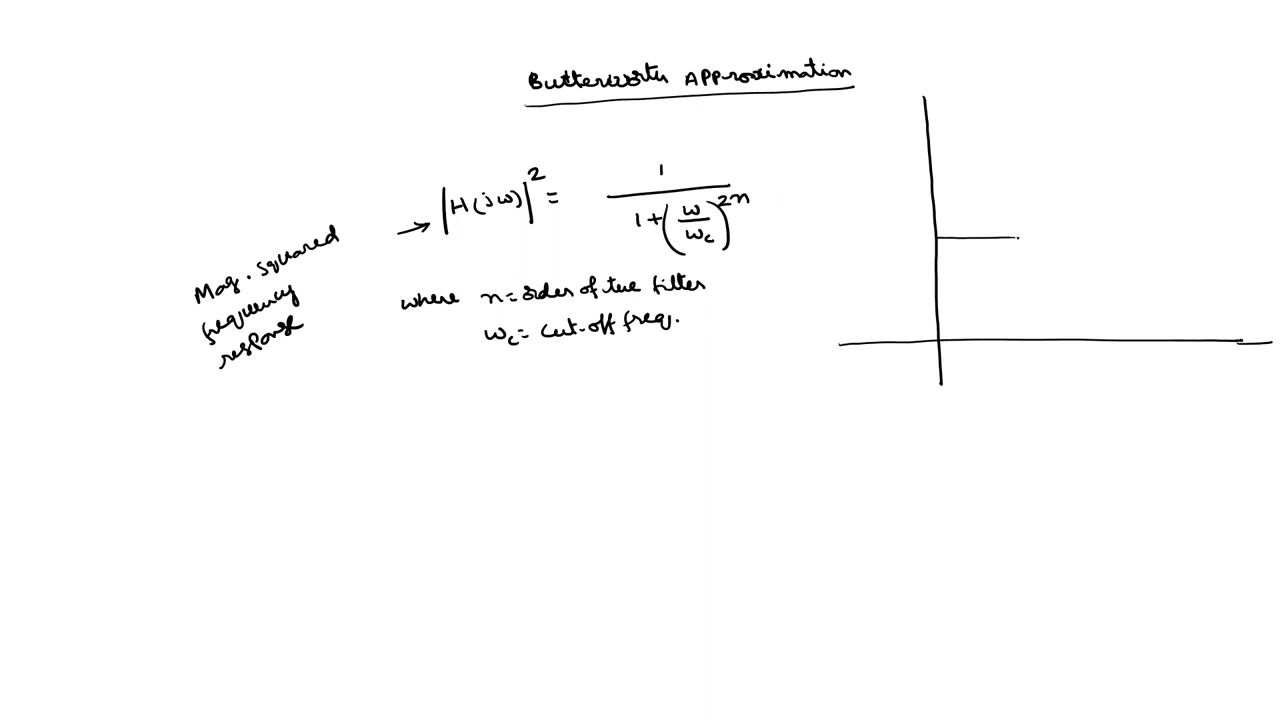 Butterworth Approximation
|H(jω)|² = 1 / (1 + (ω/ωc)^2n)
Mag. squared
frequency
response
where n = order of the filter
ωc = cut-off freq.